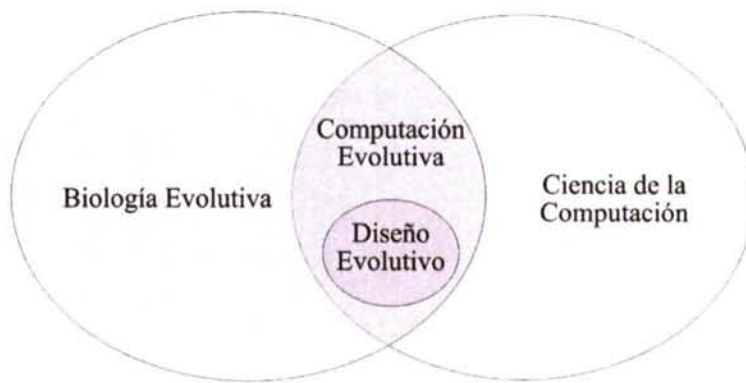 Biología Evolutiva
Computación
Evolutiva
Diseño
Evolutivo
Ciencia de la
Computación